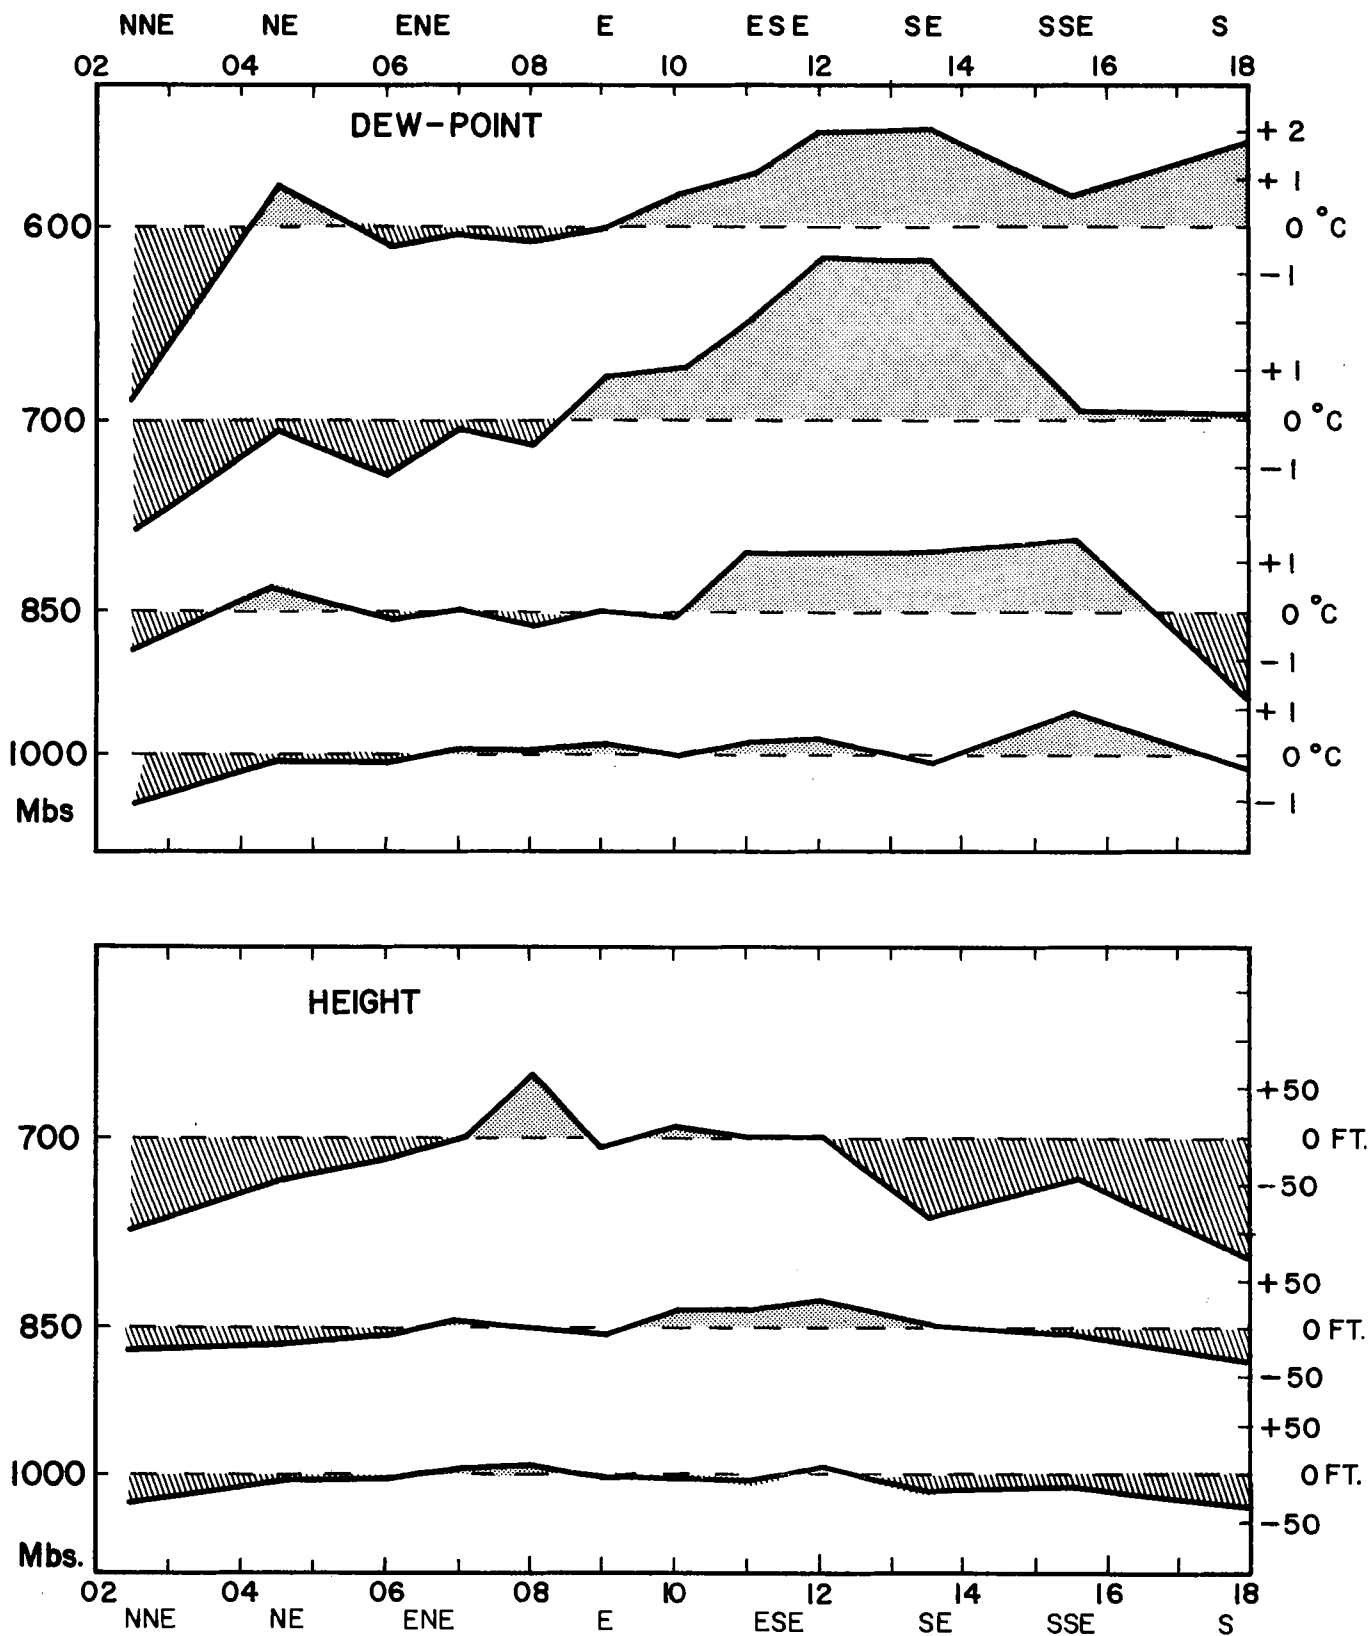 NNE NE ENE E ESE SE SSE S
02 04 06 08 10 12 14 16 18
DEW-POINT
+2
+1
600 0 °C
-1
+1
700 0 °C
-1
+1
850 0 °C
-1
+1
1000 0 °C
-1
Mbs
HEIGHT
+50
700 0 FT.
-50
+50
850 0 FT.
-50
+50
1000 0 FT.
-50
Mbs.
02 04 06 08 10 12 14 16 18
NNE NE ENE E ESE SE SSE S